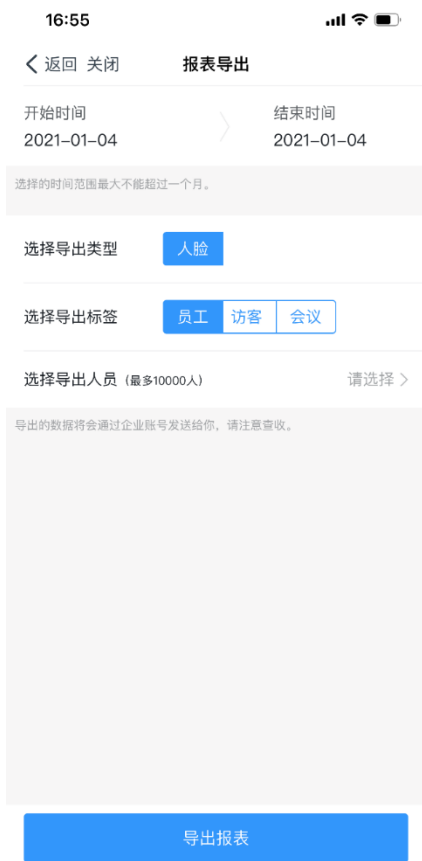 16:55
返回 关闭 报表导出
开始时间 结束时间
2021-01-04 2021-01-04
选择的时间范围最大不能超过一个月。
选择导出类型 人脸
选择导出标签 员工 访客 会议
选择导出人员（最多10000人） 请选择
导出的数据将会通过企业账号发送给你，请注意查收。
导出报表